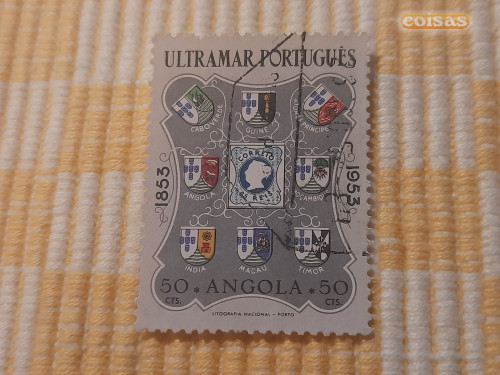 coisas
ULTRAMAR PORTUGUÊS
CABO VERDE
GUINÉ
PRINCIPE
1853
CORREIO
REIS
1953
ANGOLA
MOÇAMBIQUE
INDIA
MACAU
TIMOR
50 * ANGOLA * 50
CTS.
CTS.
LITOGRAFIA NACIONAL - PORTO